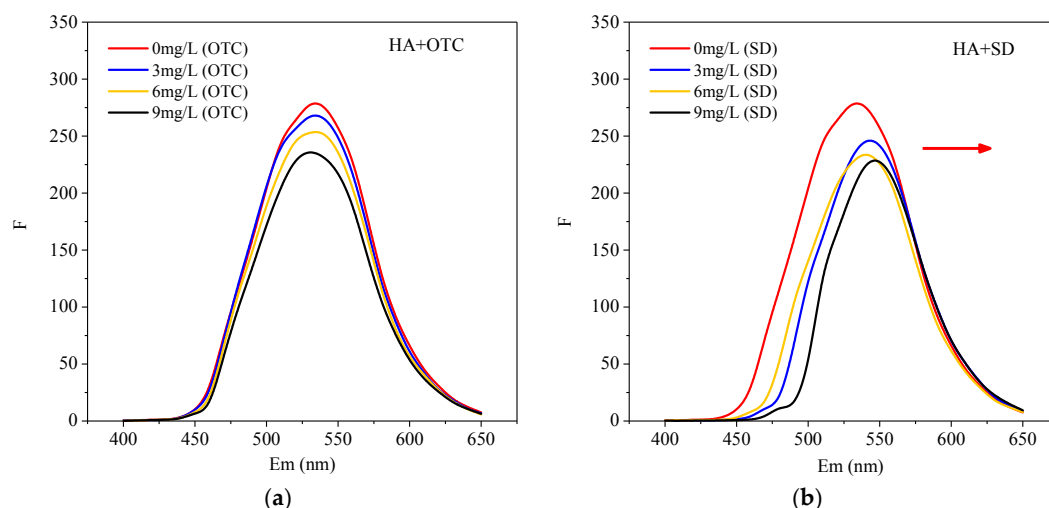 350
300
250
200
150
100
50
0
F
HA+OTC
0mg/L (OTC)
3mg/L (OTC)
6mg/L (OTC)
9mg/L (OTC)
400 450 500 550 600 650
Em (nm)
(a)
350
300
250
200
150
100
50
0
F
HA+SD
0mg/L (SD)
3mg/L (SD)
6mg/L (SD)
9mg/L (SD)
400 450 500 550 600 650
Em (nm)
(b)